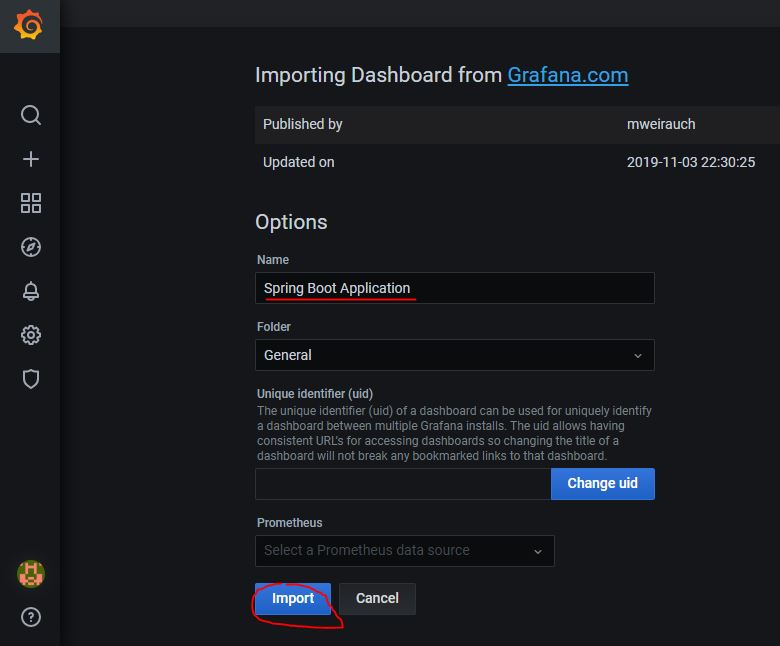 Importing Dashboard from Grafana.com
Published by mweirauch
Updated on 2019-11-03 22:30:25
Options
Name
Spring Boot Application
Folder
General
Unique identifier (uid)
The unique identifier (uid) of a dashboard can be used for uniquely identify
a dashboard between multiple Grafana installs. The uid allows having
consistent URL's for accessing dashboards so changing the title of a
dashboard will not break any bookmarked links to that dashboard.
Change uid
Prometheus
Select a Prometheus data source
Import Cancel